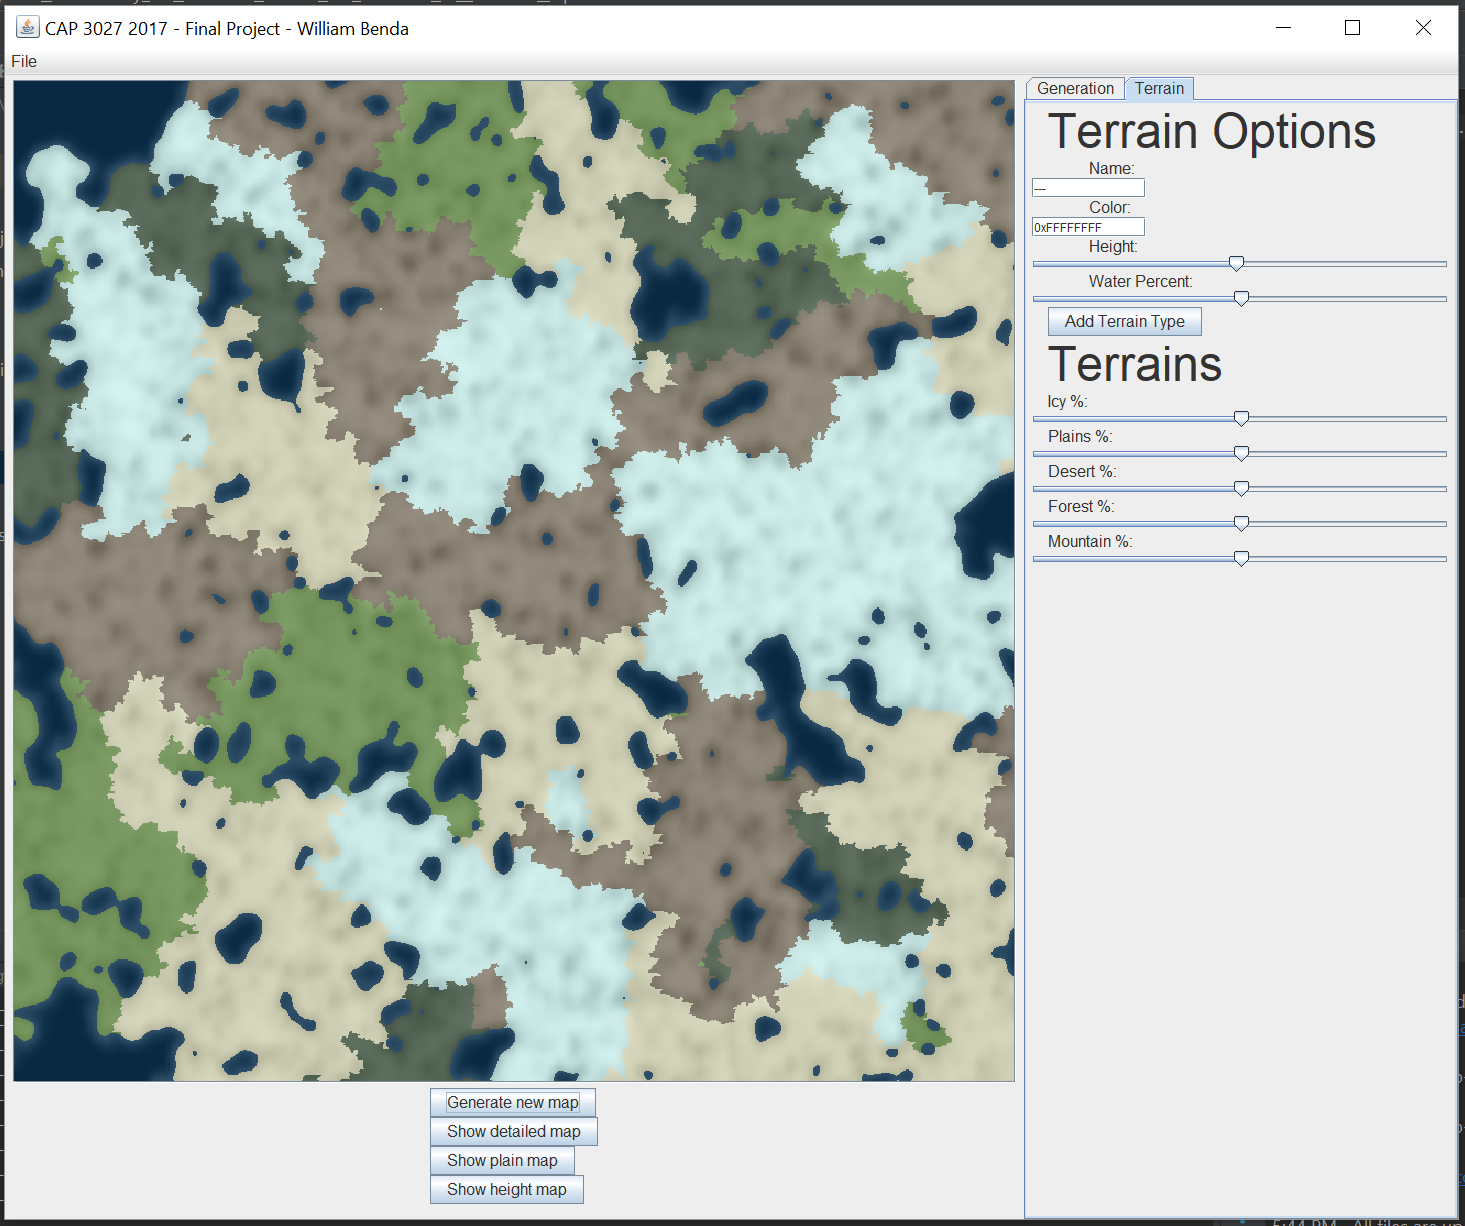 CAP 3027 2017 - Final Project - William Benda
File
Generation
Terrain
Terrain Options
Name:
---
Color:
0xFFFFFFFF
Height:
Water Percent:
Add Terrain Type
Terrains
Icy %:
Plains %:
Desert %:
Forest %:
Mountain %:
Generate new map
Show detailed map
Show plain map
Show height map